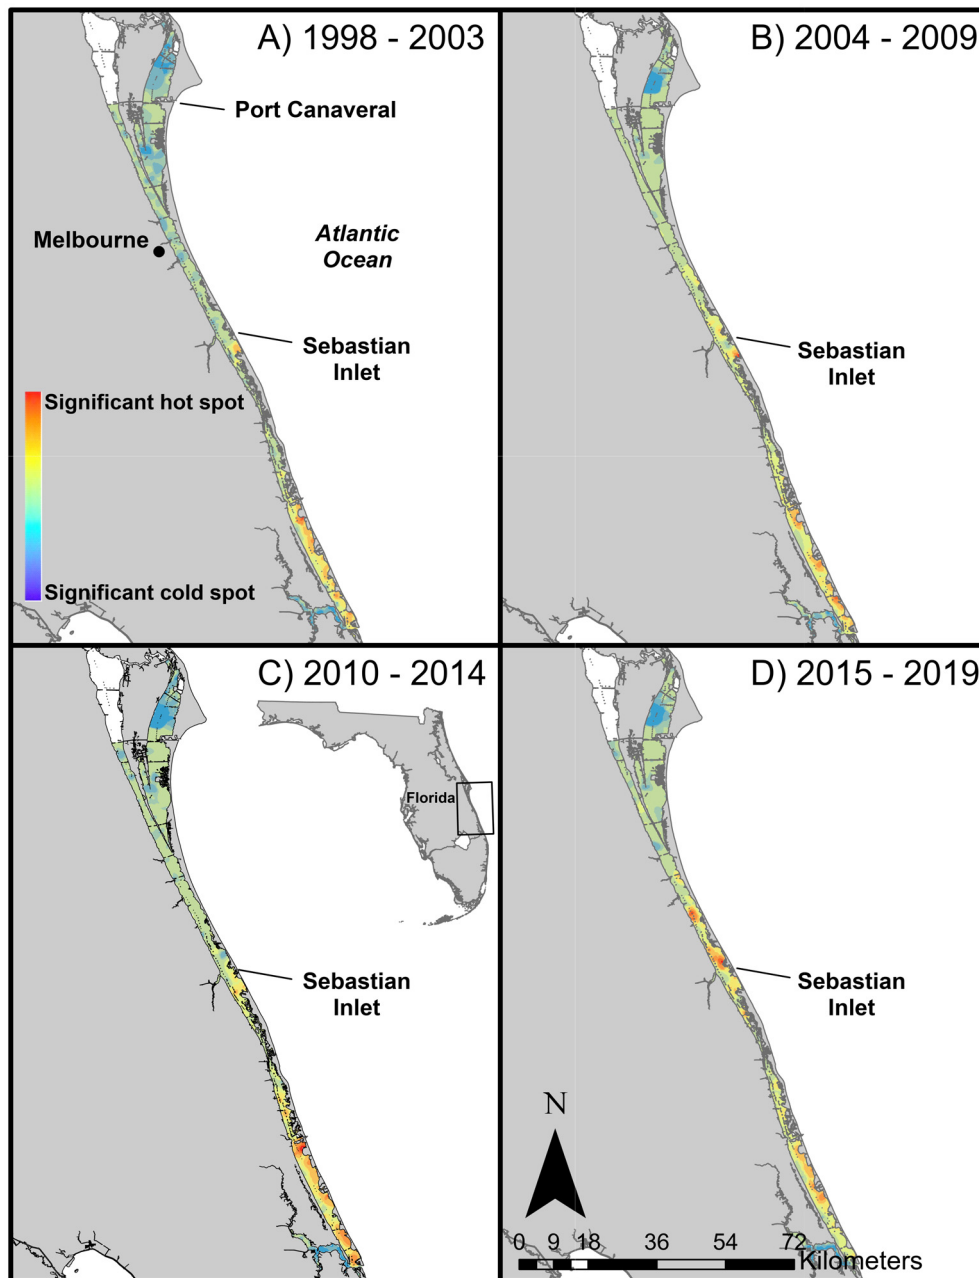 A) 1998 - 2003
Port Canaveral
Melbourne
Atlantic
Ocean
Sebastian
Inlet
Significant hot spot
Significant cold spot
B) 2004 - 2009
Sebastian
Inlet
C) 2010 - 2014
Florida
Sebastian
Inlet
D) 2015 - 2019
Sebastian
Inlet
N
0 9 18 36 54 72
Kilometers